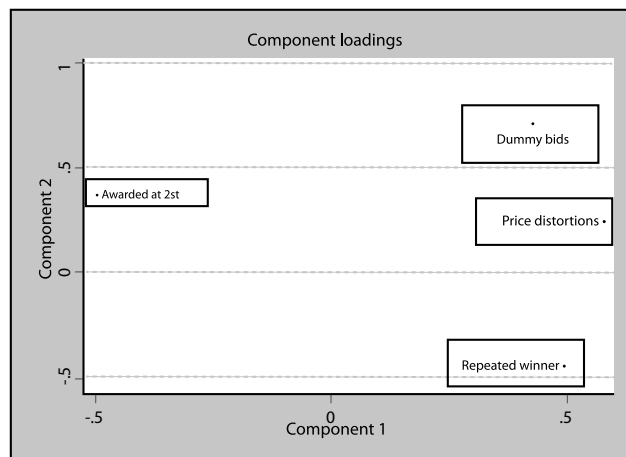 Component loadings
1
.5
0
-.5
Component 2
Dummy bids
• Awarded at 2st
Price distortions •
Repeated winner •
-.5
0
.5
Component 1